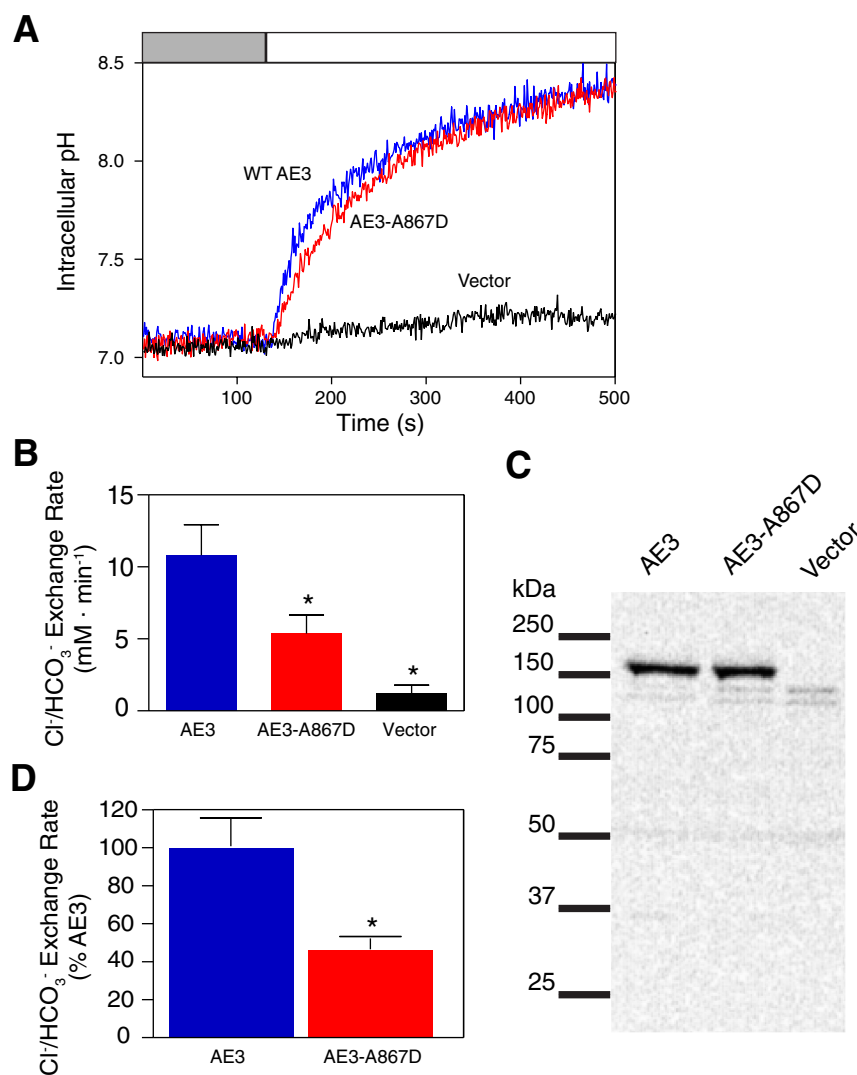 A
8.5
8.0
7.5
7.0
Intracellular pH
WT AE3
AE3-A867D
Vector
100
200
300
400
500
Time (s)
B
Cl⁻/HCO₃⁻ Exchange Rate
(mM · min⁻¹)
15
10
5
0
*
*
AE3
AE3-A867D
Vector
C
AE3
AE3-A867D
Vector
kDa
250
150
100
75
50
37
25
D
Cl⁻/HCO₃⁻ Exchange Rate
(% AE3)
120
100
80
60
40
20
0
*
AE3
AE3-A867D